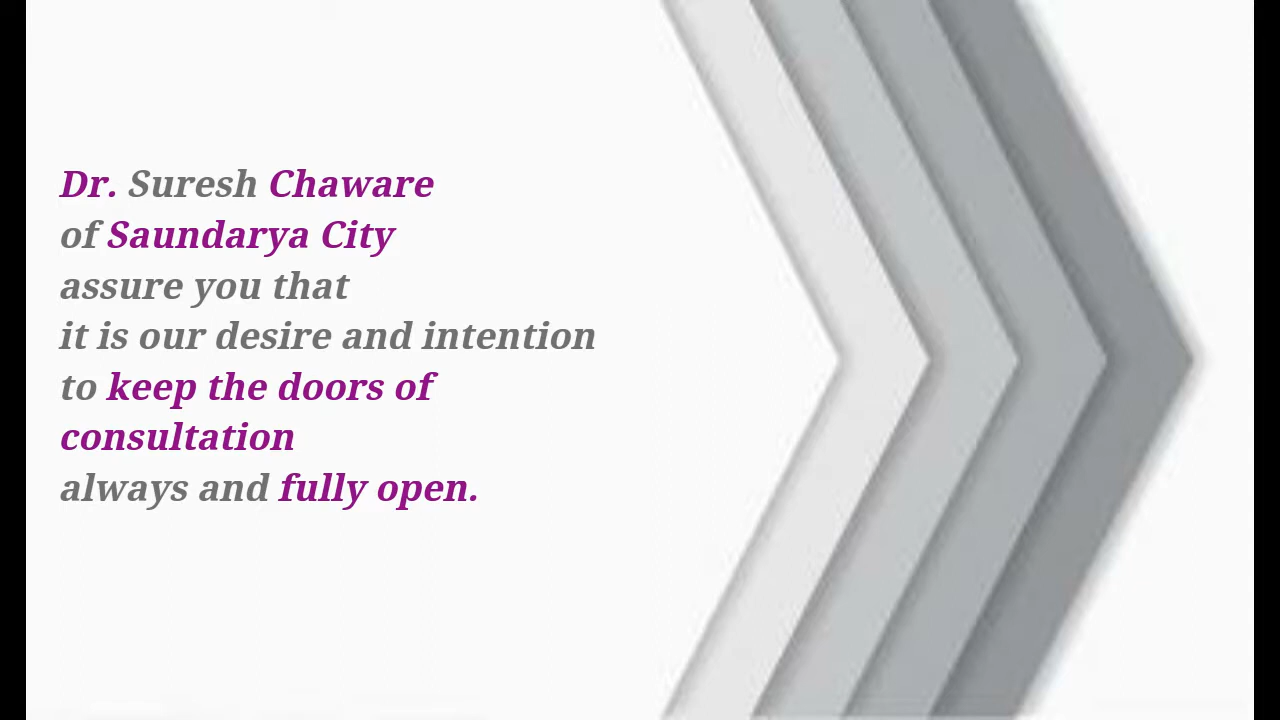 Dr. Suresh Chaware
of Saundarya City
assure you that
it is our desire and intention
to keep the doors of
consultation
always and fully open.